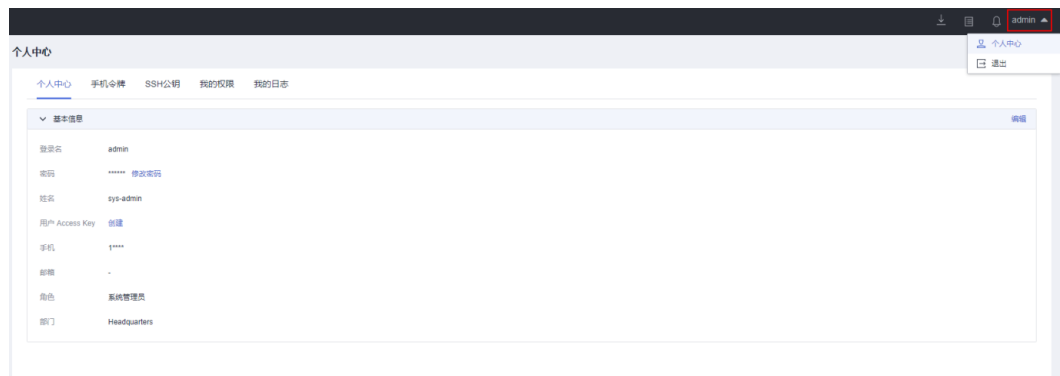 admin
个人中心
退出
个人中心
个人中心 手机令牌 SSH公钥 我的权限 我的日志
基本信息 编辑
登录名 admin
密码 ****** 修改密码
姓名 sys-admin
用户 Access Key 创建
手机 1****
邮箱 -
角色 系统管理员
部门 Headquarters